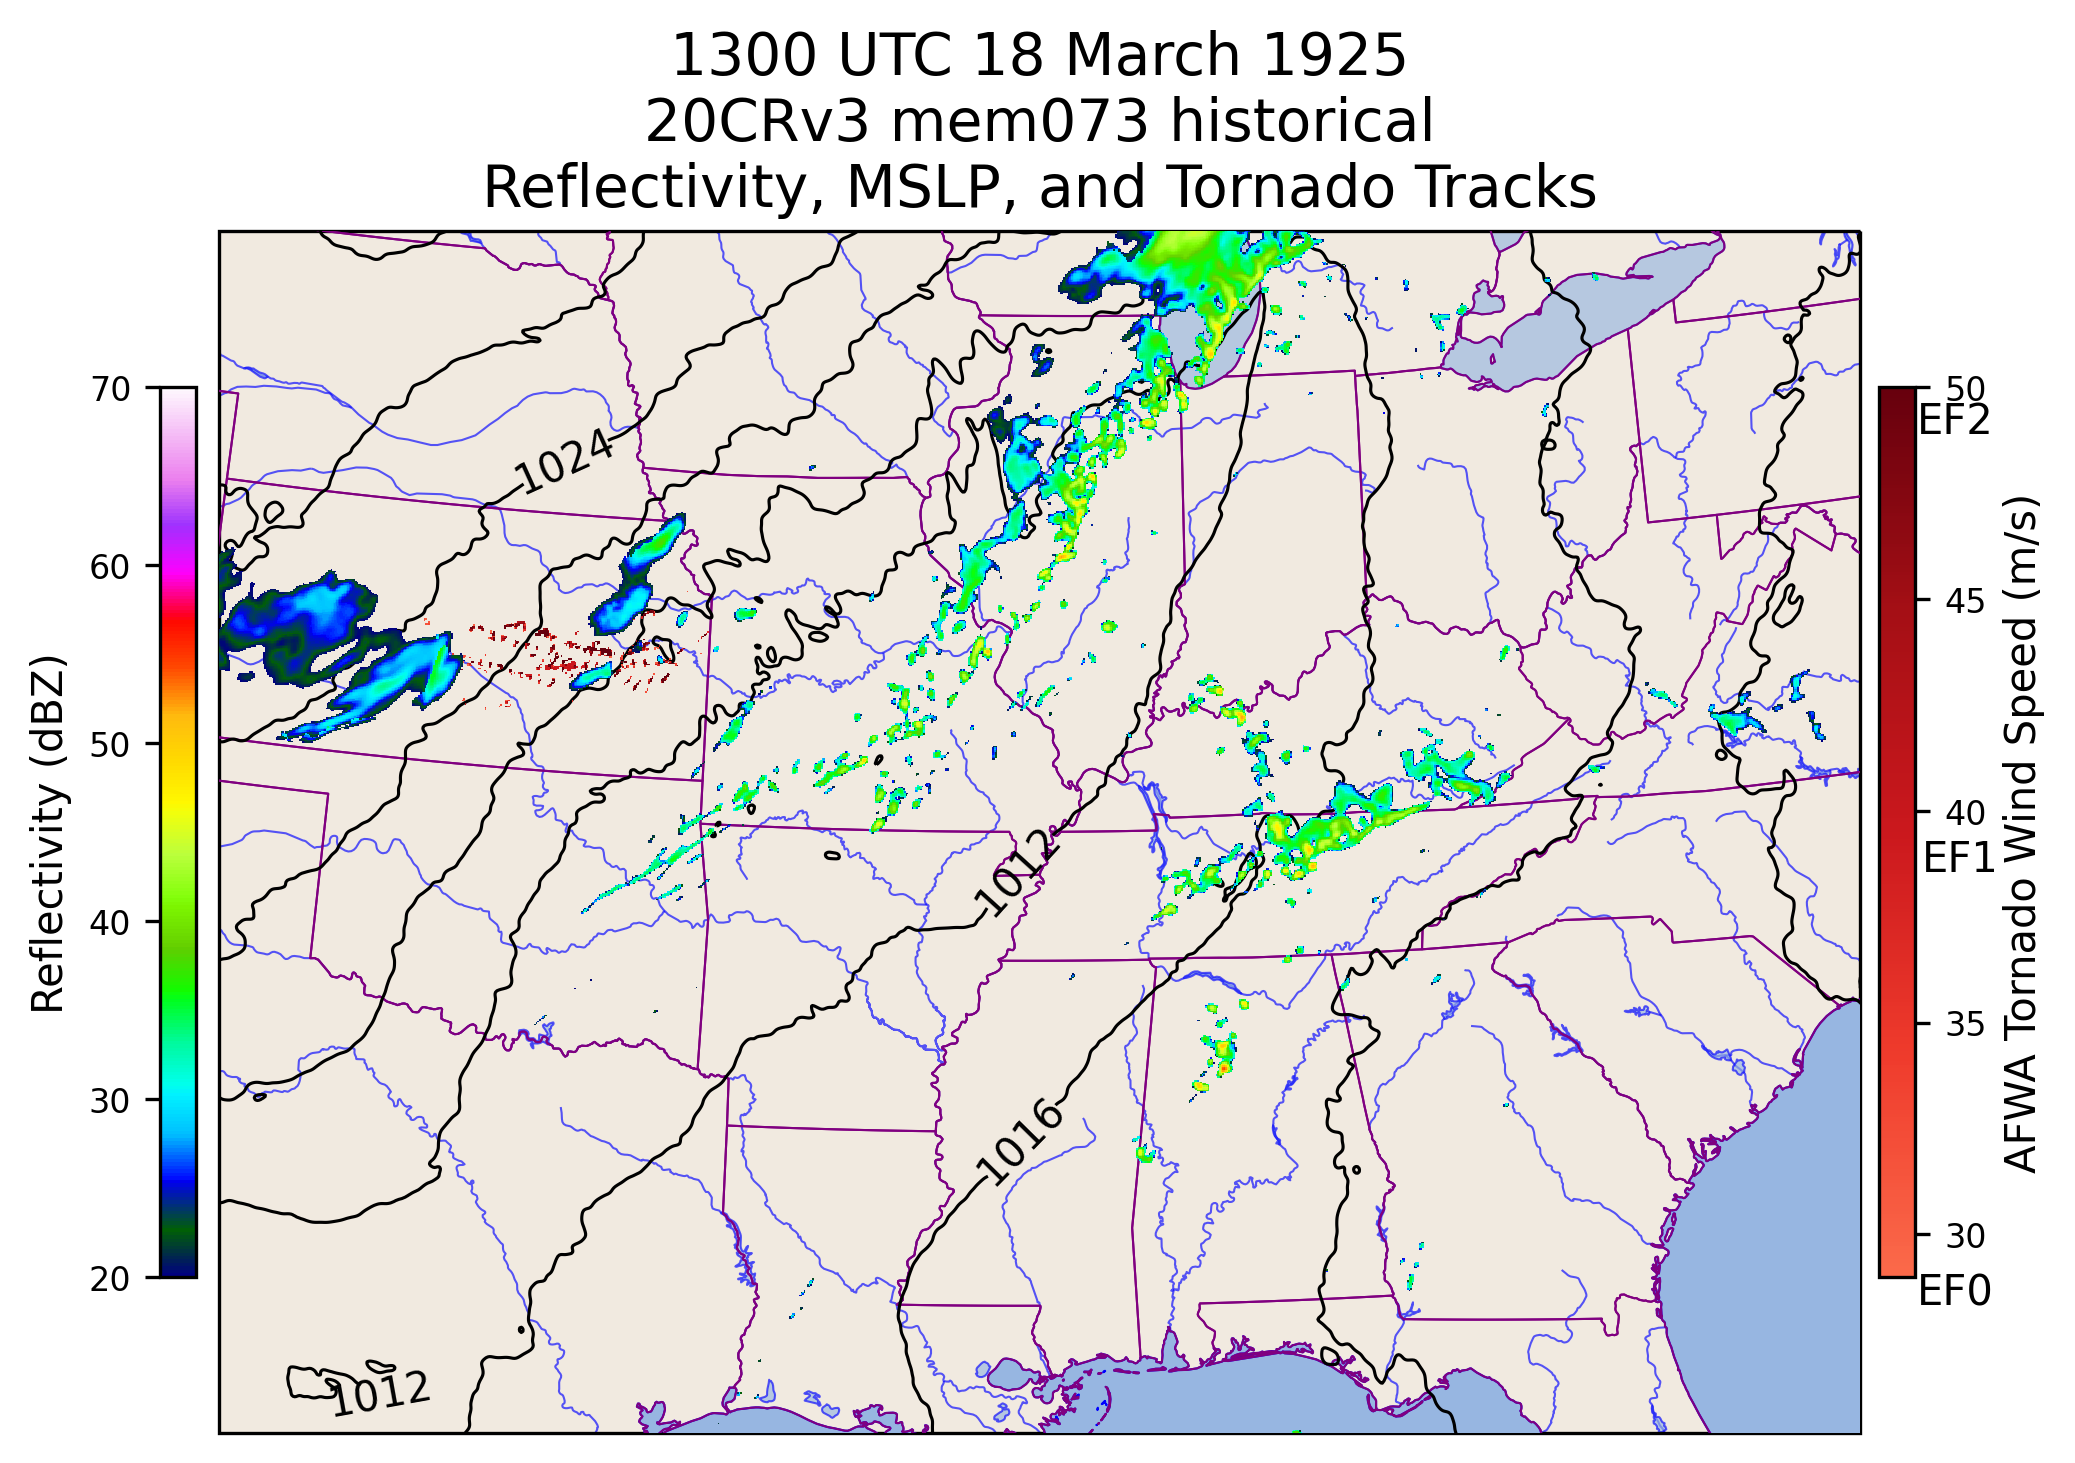 1300 UTC 18 March 1925
20CRv3 mem073 historical
Reflectivity, MSLP, and Tornado Tracks
Reflectivity (dBZ)
70
60
50
40
30
20
1024
1012
1016
1012
50
EF2
45
40
EF1
35
30
EF0
AFWA Tornado Wind Speed (m/s)